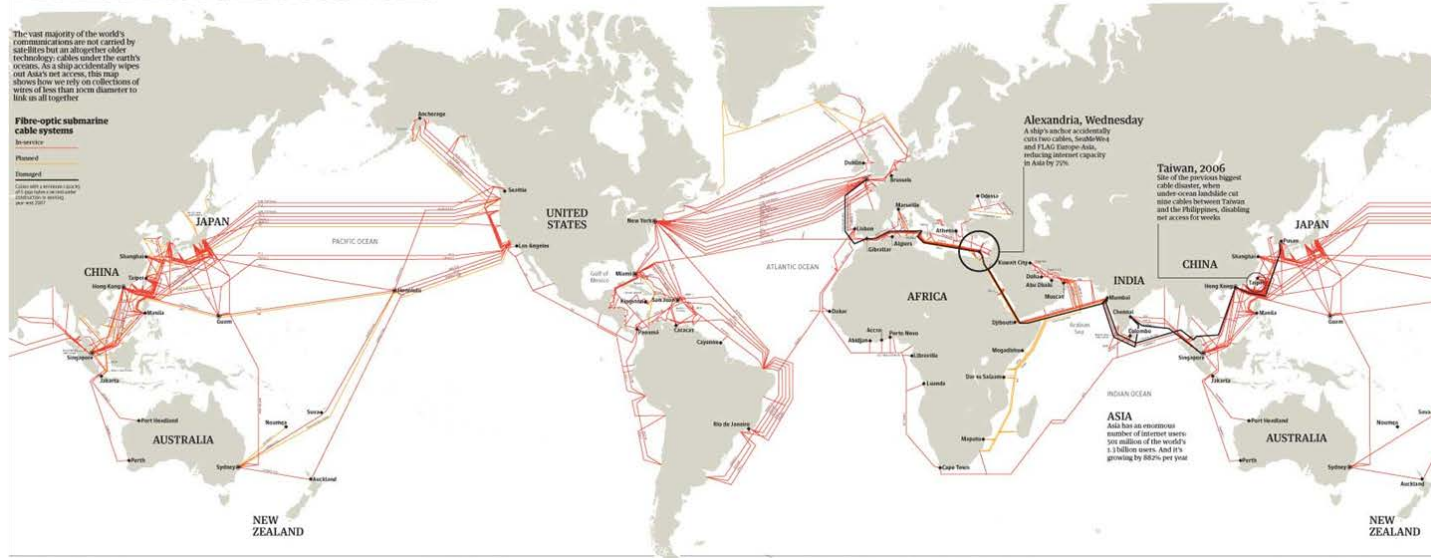 The vast majority of the world's
communications are not carried by
satellites but an altogether older
technology: cables under the earth's
oceans. As a ship accidentally wipes
out Asia's net access, this map
shows how we rely on collections of
wires of less than 10cm diameter to
link us all together
Fibre-optic submarine
cable systems
In-service
Planned
Damaged
Anchorage
Seattle
JAPAN
UNITED
STATES
New York
PACIFIC OCEAN
Los Angeles
Shanghai
CHINA
Taipei
Hong Kong
Honolulu
Manila
Guam
Singapore
Jakarta
Port Hedland
AUSTRALIA
Perth
Suva
Noumea
Sydney
Auckland
NEW
ZEALAND
Gulf of
Mexico
Miami
San Juan
Panama
Caracas
Cayenne
Rio de Janeiro
ATLANTIC OCEAN
Dublin
Brussels
Marseille
Odessa
Lisbon
Gibraltar
Algiers
Athens
Alexandria, Wednesday
A ship's anchor accidentally
cuts two cables, SeaMeWe4
and FLAG Europe-Asia,
reducing internet capacity
in Asia by 75%
Taiwan, 2006
Site of the previous biggest
cable disaster, when
under-ocean landslide cut
nine cables between Taiwan
and the Philippines, disabling
net access for weeks
Kuwait City
Doha
Abu Dhabi
Muscat
AFRICA
INDIA
Mumbai
Chennai
Colombo
Arabian
Sea
Dakar
Accra
Abidjan
Porto Novo
Libreville
Luanda
Djibouti
Mogadishu
Dar es Salaam
Maputo
Cape Town
INDIAN OCEAN
ASIA
Asia has an enormous
number of internet users:
501 million of the world's
1.3 billion users. And it's
growing by 882% per year
JAPAN
Pusan
Shanghai
CHINA
Taipei
Hong Kong
Manila
Guam
Singapore
Jakarta
Port Hedland
AUSTRALIA
Perth
Noumea
Suva
Sydney
Auckland
NEW
ZEALAND